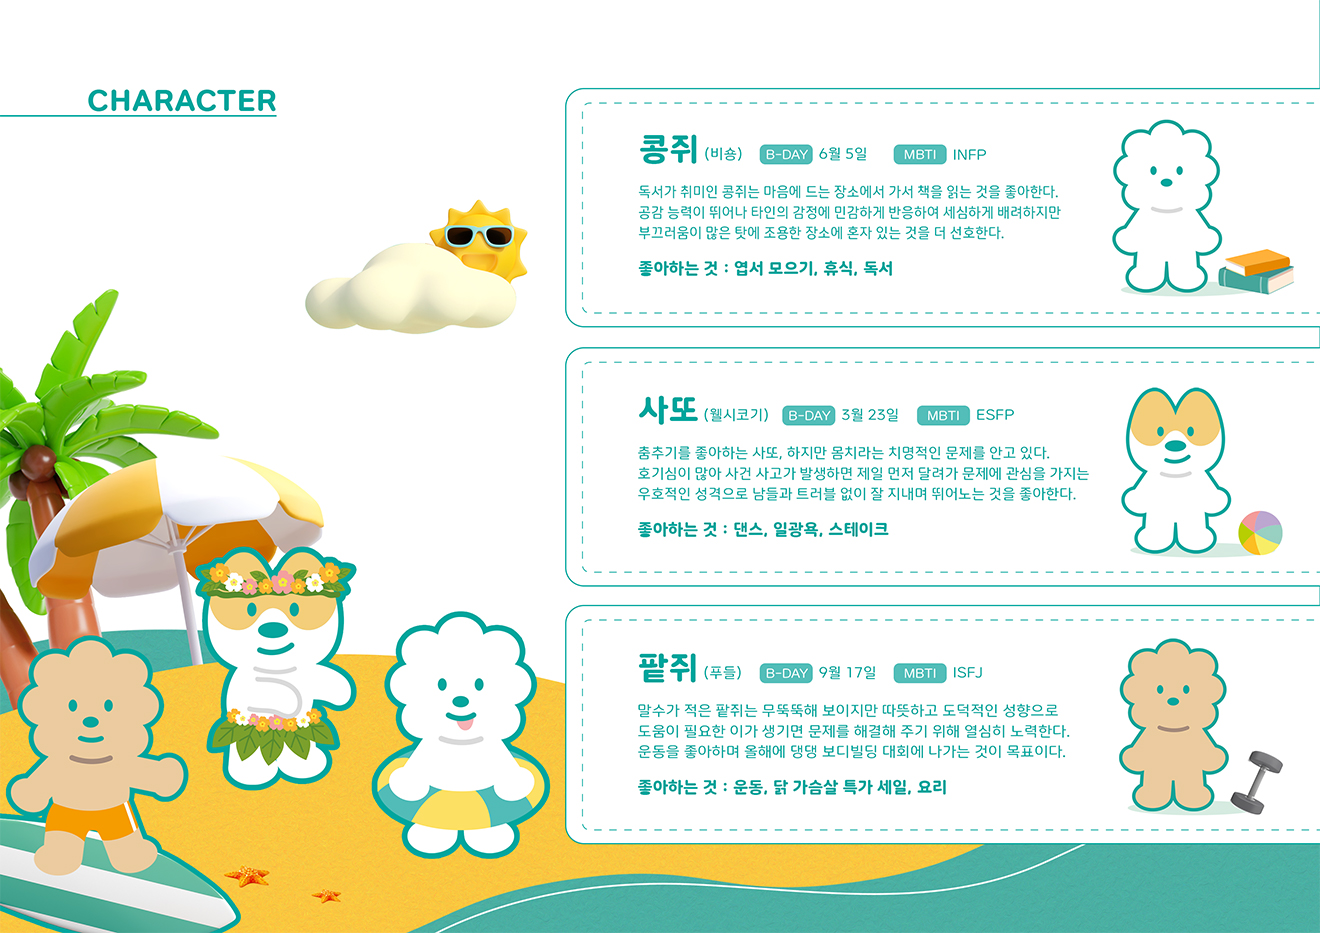 CHARACTER
콩쥐 (비숑) B-DAY 6월 5일 MBTI INFP
독서가 취미인 콩쥐는 마음에 드는 장소에서 가서 책을 읽는 것을 좋아한다.
공감 능력이 뛰어나 타인의 감정에 민감하게 반응하여 세심하게 배려하지만
부끄러움이 많은 탓에 조용한 장소에 혼자 있는 것을 더 선호한다.
좋아하는 것 : 엽서 모으기, 휴식, 독서
사또 (웰시코기) B-DAY 3월 23일 MBTI ESFP
춤추기를 좋아하는 사또, 하지만 몸치라는 치명적인 문제를 안고 있다.
호기심이 많아 사건 사고가 발생하면 제일 먼저 달려가 문제에 관심을 가지는
우호적인 성격으로 남들과 트러블 없이 잘 지내며 뛰어노는 것을 좋아한다.
좋아하는 것 : 댄스, 일광욕, 스테이크
팥쥐 (푸들) B-DAY 9월 17일 MBTI ISFJ
말수가 적은 팥쥐는 무뚝뚝해 보이지만 따뜻하고 도덕적인 성향으로
도움이 필요한 이가 생기면 문제를 해결해 주기 위해 열심히 노력한다.
운동을 좋아하며 올해에 댕댕 보디빌딩 대회에 나가는 것이 목표이다.
좋아하는 것 : 운동, 닭 가슴살 특가 세일, 요리